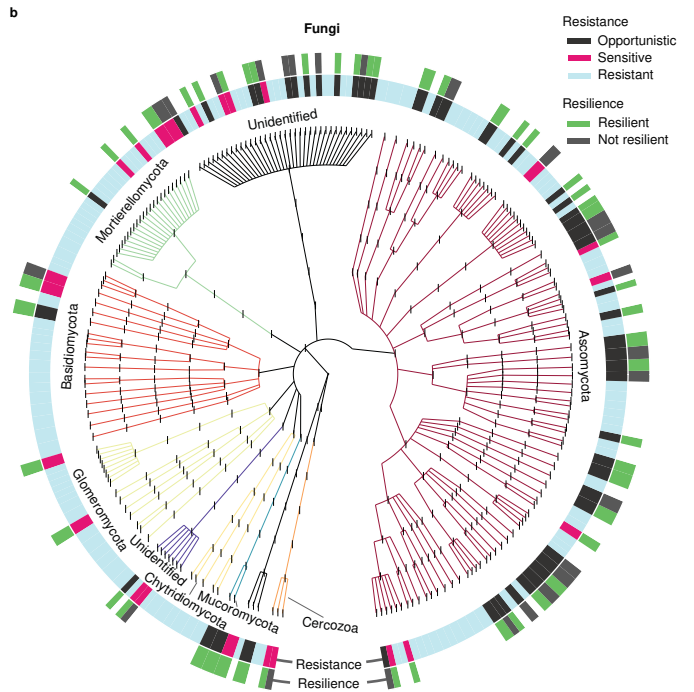 b
Fungi
Resistance
Opportunistic
Sensitive
Resistant
Resilience
Resilient
Not resilient
Unidentified
Mortierellomycota
Basidiomycota
Ascomycota
Glomeromycota
Unidentified
Chytridiomycota
Mucoromycota
Cercozoa
Resistance
Resilience